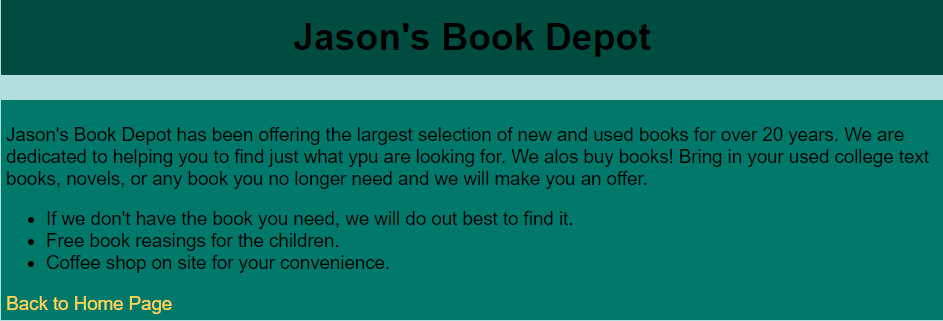 Jason's Book Depot
Jason's Book Depot has been offering the largest selection of new and used books for over 20 years. We are
dedicated to helping you to find just what ypu are looking for. We alos buy books! Bring in your used college text
books, novels, or any book you no longer need and we will make you an offer.
• If we don't have the book you need, we will do out best to find it.
• Free book reasings for the children.
• Coffee shop on site for your convenience.
Back to Home Page